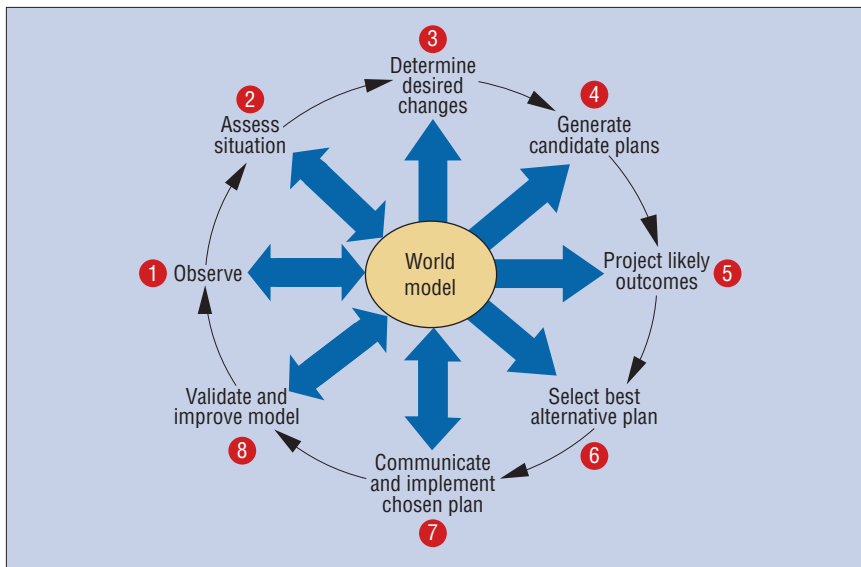 1
Observe
2
Assess
situation
3
Determine
desired
changes
4
Generate
candidate plans
Project likely
outcomes
5
Select best
alternative plan
6
Communicate
and implement
chosen plan
7
Validate and
improve model
8
World
model